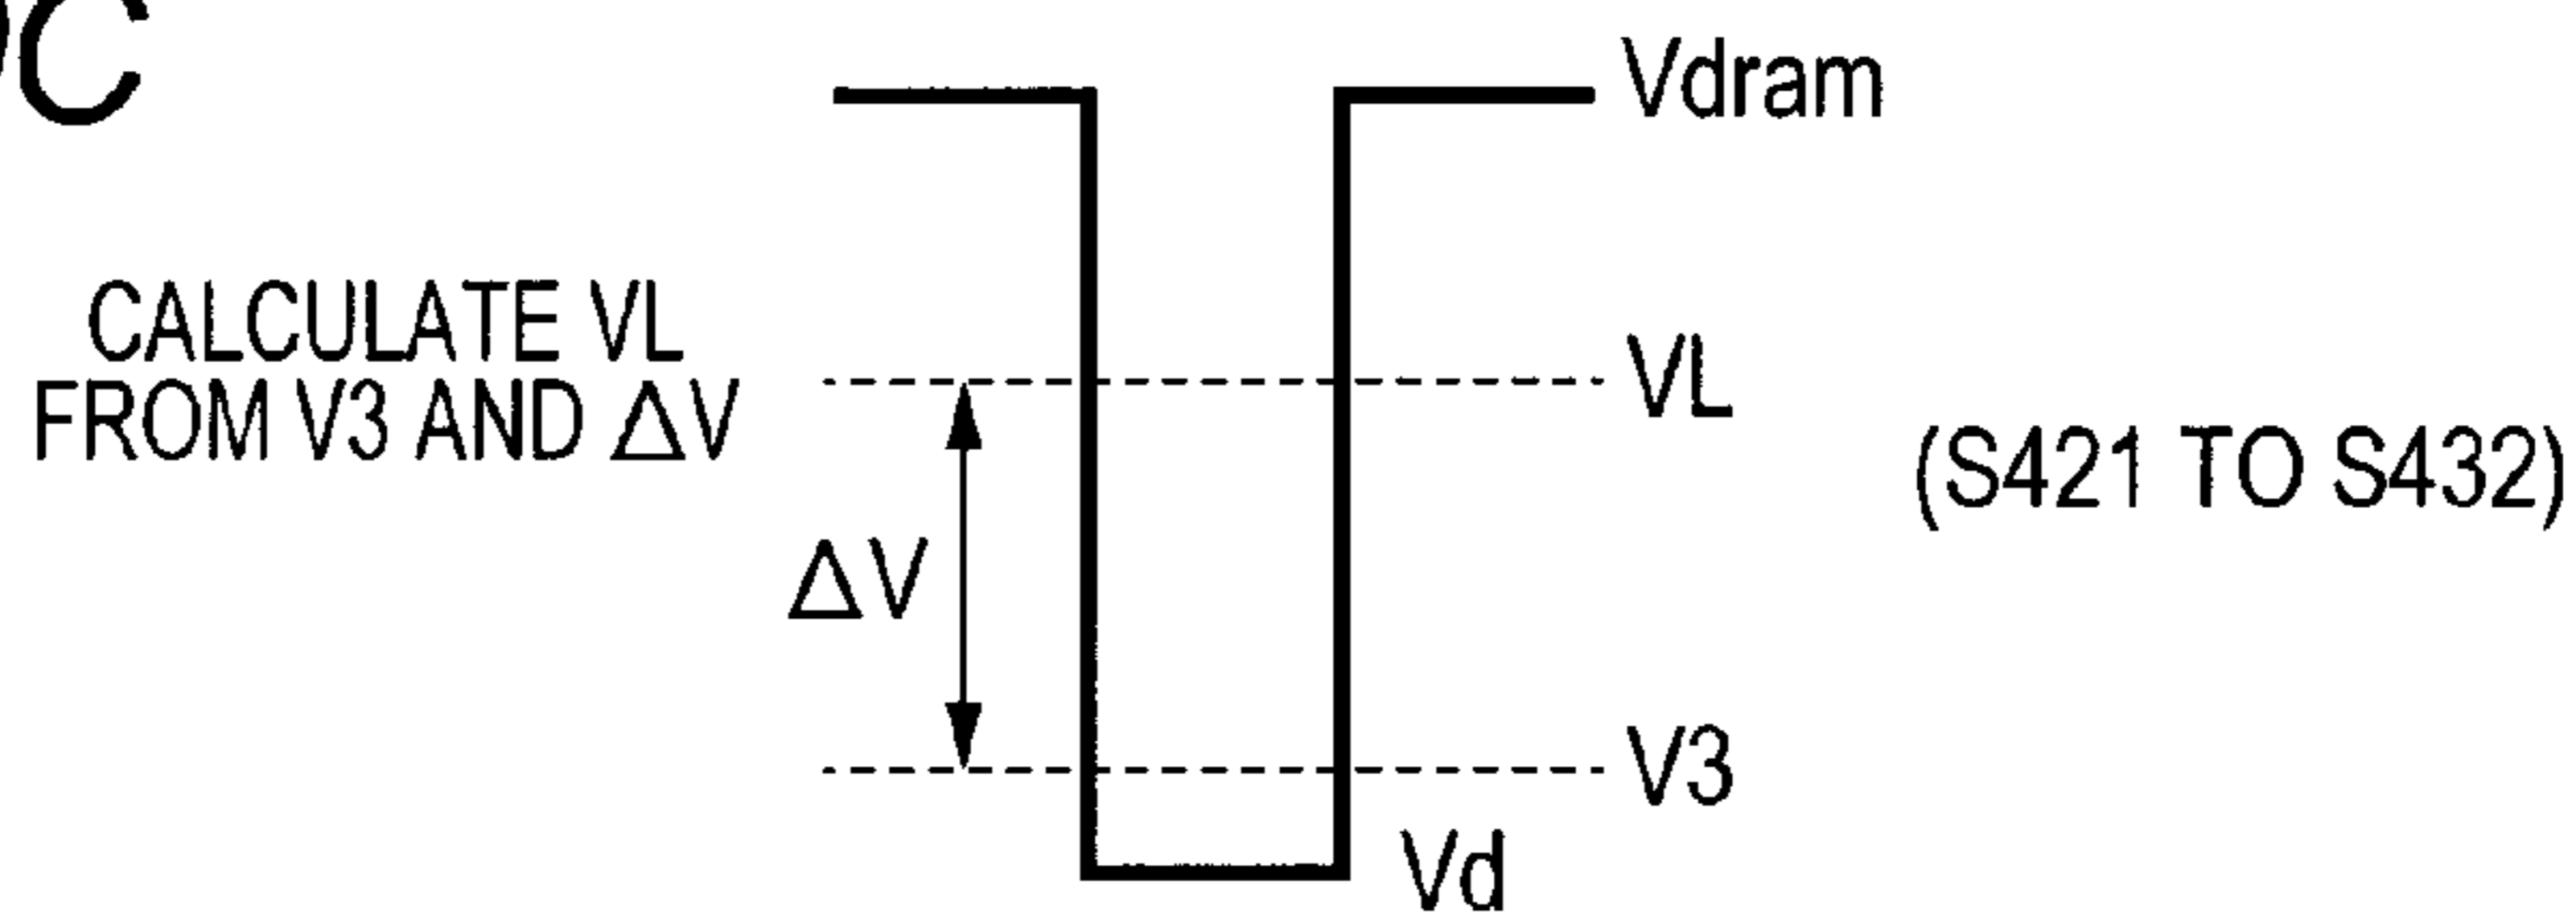 Vdram
CALCULATE VL
FROM V3 AND ΔV
VL
(S421 TO S432)
ΔV
V3
Vd